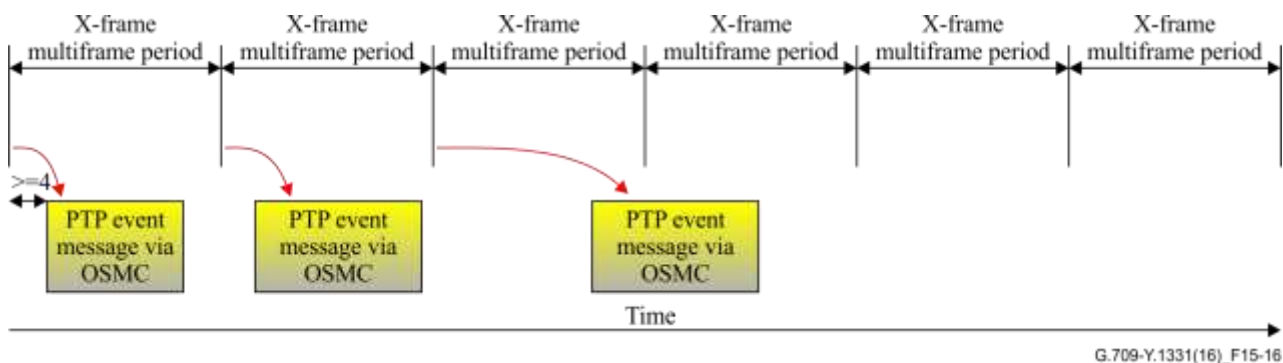 X-frame
multiframe period
X-frame
multiframe period
X-frame
multiframe period
X-frame
multiframe period
X-frame
multiframe period
X-frame
multiframe period
>=4
PTP event
message via
OSMC
PTP event
message via
OSMC
PTP event
message via
OSMC
Time
G.709-Y.1331(16)_F15-16